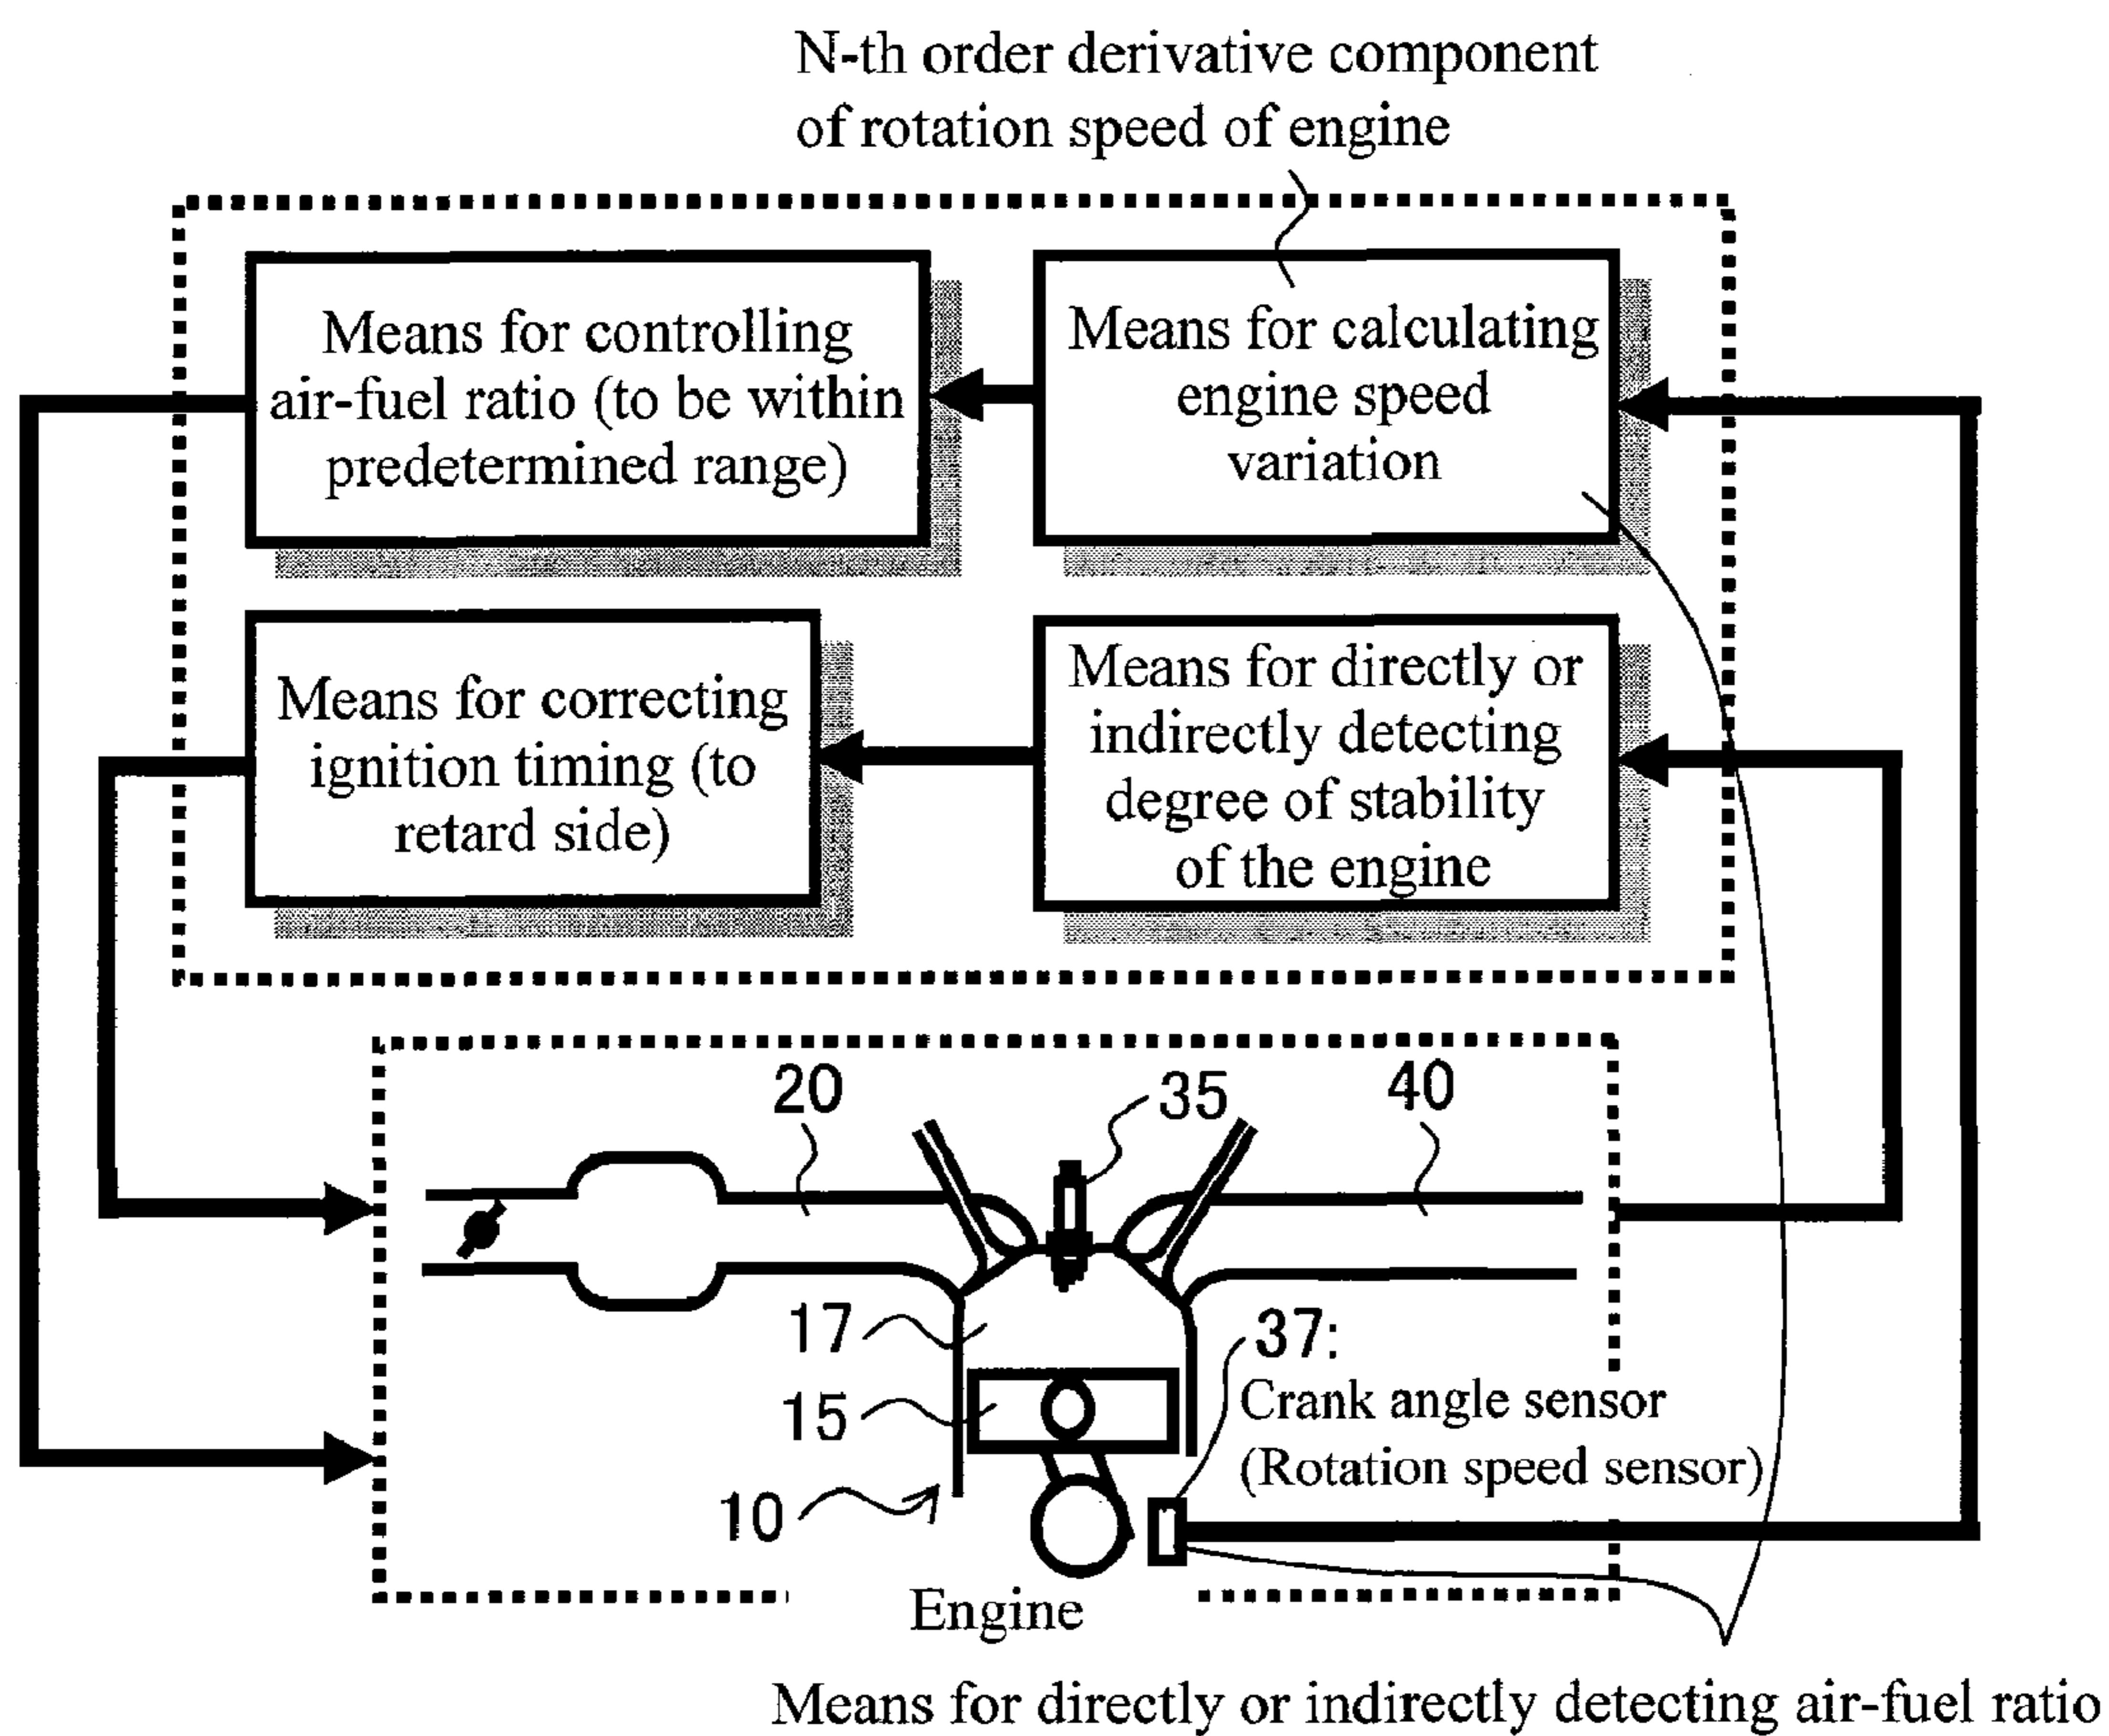 N-th order derivative component
of rotation speed of engine
Means for controlling
air-fuel ratio (to be within
predetermined range)
Means for calculating
engine speed
variation
Means for correcting
ignition timing (to
retard side)
Means for directly or
indirectly detecting
degree of stability
of the engine
20
35
40
17
37:
Crank angle sensor
(Rotation speed sensor)
15
10
Engine
Means for directly or indirectly detecting air-fuel ratio